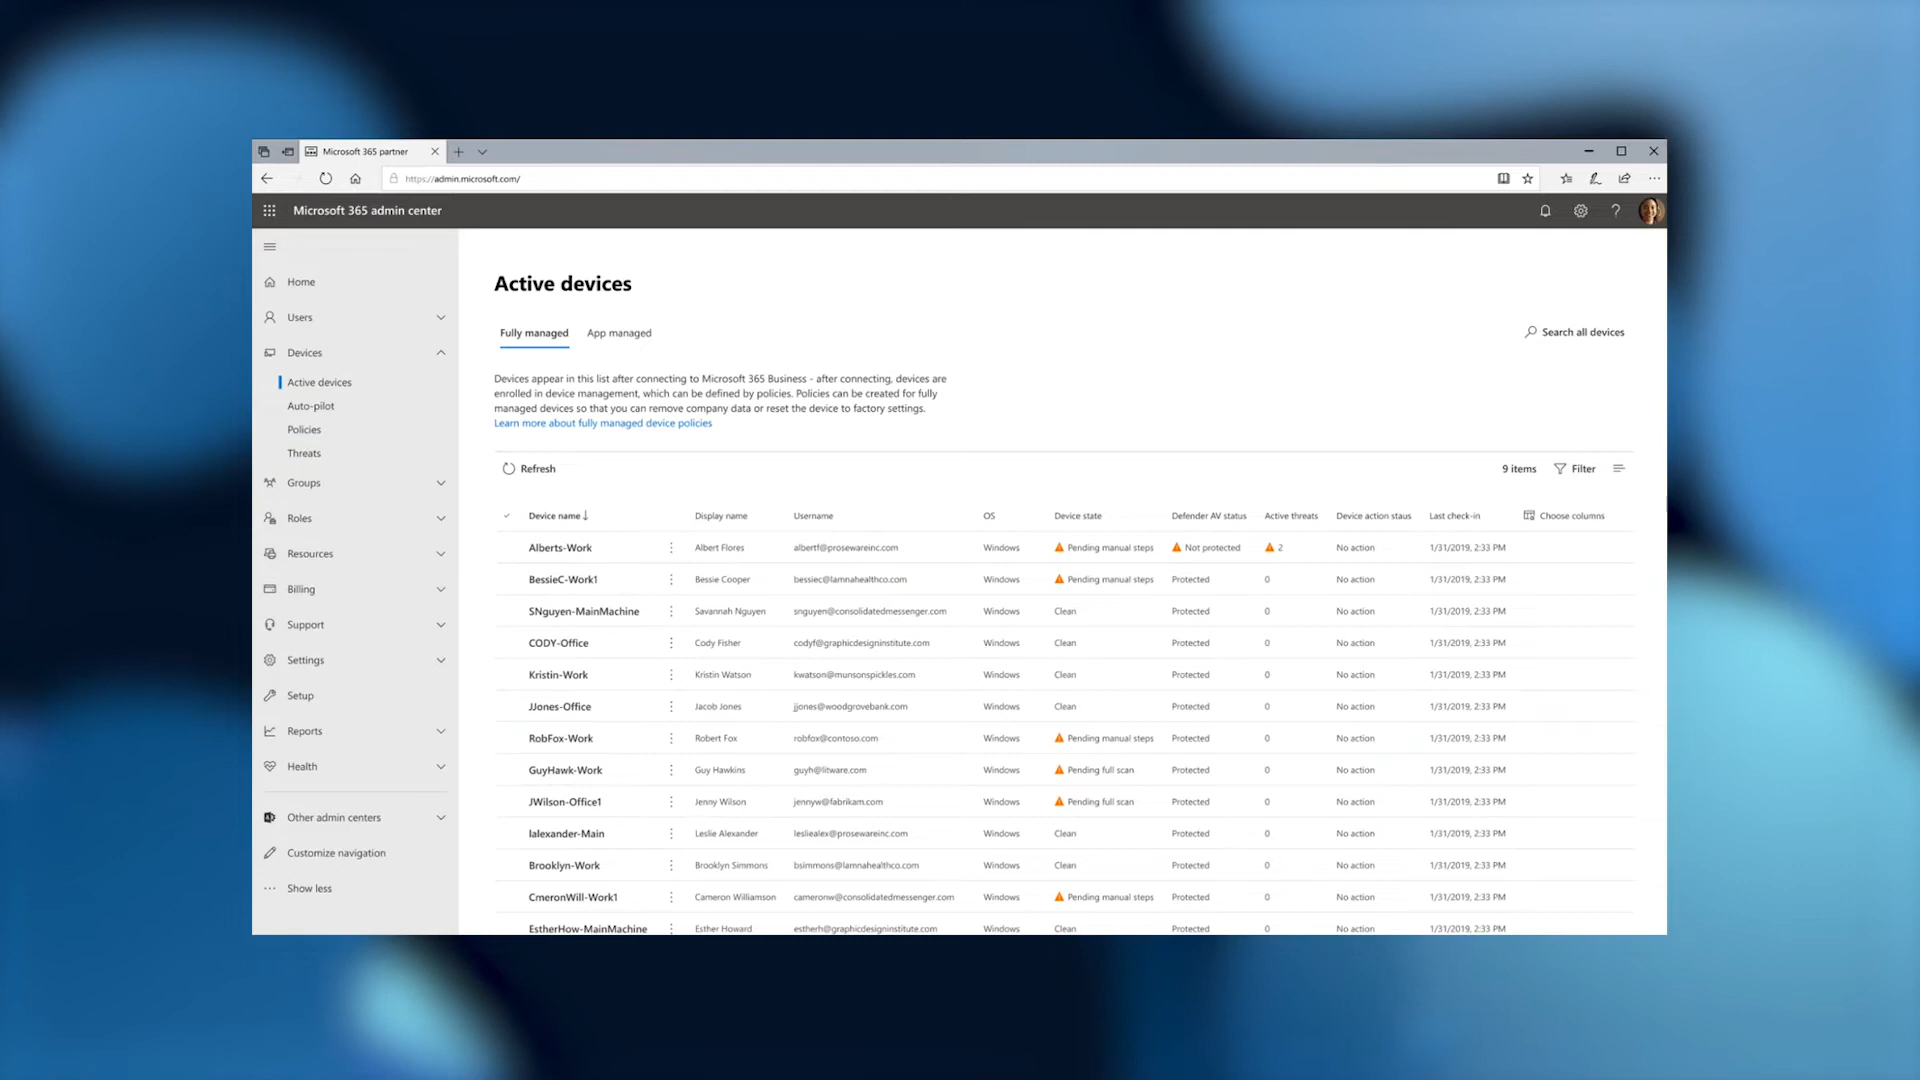 Microsoft 365 partner
https://admin.microsoft.com/
Microsoft 365 admin center
?
Home
Users
Devices
Active devices
Auto-pilot
Policies
Threats
Groups
Roles
Resources
Billing
Support
Settings
Setup
Reports
Health
Other admin centers
Customize navigation
Show less
Active devices
Fully managed App managed
Search all devices
Devices appear in this list after connecting to Microsoft 365 Business - after connecting, devices are
enrolled in device management, which can be defined by policies. Policies can be created for fully
managed devices so that you can remove company data or reset the device to factory settings.
Learn more about fully managed device policies
Refresh 9 items Filter
Device name Display name Username OS Device state Defender AV status Active threats Device action staus Last check-in Choose columns
Alberts-Work Albert Flores albertf@prosewareinc.com Windows Pending manual steps Not protected 2 No action 1/31/2019, 2:33 PM
BessieC-Work1 Bessie Cooper bessiec@lamnahealthco.com Windows Pending manual steps Protected 0 No action 1/31/2019, 2:33 PM
SNguyen-MainMachine Savannah Nguyen snguyen@consolidatedmessenger.com Windows Clean Protected 0 No action 1/31/2019, 2:33 PM
CODY-Office Cody Fisher codyf@graphicdesigninstitute.com Windows Clean Protected 0 No action 1/31/2019, 2:33 PM
Kristin-Work Kristin Watson kwatson@munsonspickles.com Windows Clean Protected 0 No action 1/31/2019, 2:33 PM
JJones-Office Jacob Jones jjones@woodgrovebank.com Windows Clean Protected 0 No action 1/31/2019, 2:33 PM
RobFox-Work Robert Fox robfox@contoso.com Windows Pending manual steps Protected 0 No action 1/31/2019, 2:33 PM
GuyHawk-Work Guy Hawkins guyh@litware.com Windows Pending full scan Protected 0 No action 1/31/2019, 2:33 PM
JWilson-Office1 Jenny Wilson jennyw@fabrikam.com Windows Pending full scan Protected 0 No action 1/31/2019, 2:33 PM
lalexander-Main Leslie Alexander lesliealex@prosewareinc.com Windows Clean Protected 0 No action 1/31/2019, 2:33 PM
Brooklyn-Work Brooklyn Simmons bsimmons@lamnahealthco.com Windows Clean Protected 0 No action 1/31/2019, 2:33 PM
CmeronWill-Work1 Cameron Williamson cameronw@consolidatedmessenger.com Windows Pending manual steps Protected 0 No action 1/31/2019, 2:33 PM
EstherHow-MainMachine Esther Howard estherh@graphicdesigninstitute.com Windows Clean Protected 0 No action 1/31/2019, 2:33 PM